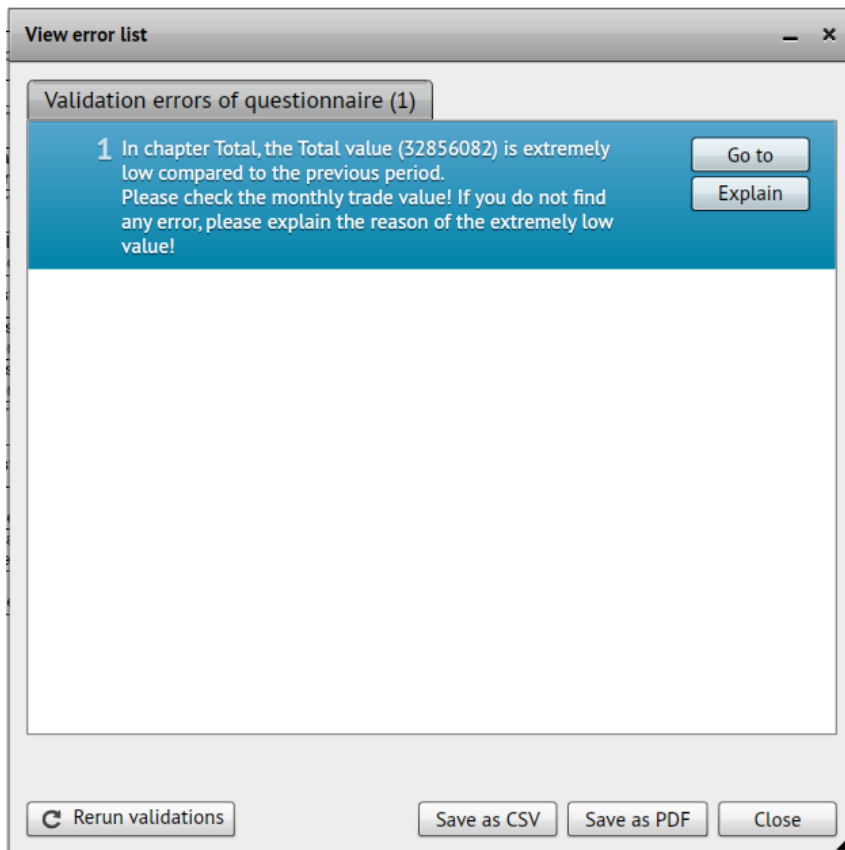 View error list
Validation errors of questionnaire (1)
1 In chapter Total, the Total value (32856082) is extremely
low compared to the previous period.
Please check the monthly trade value! If you do not find
any error, please explain the reason of the extremely low
value!
Go to
Explain
Rerun validations
Save as CSV
Save as PDF
Close